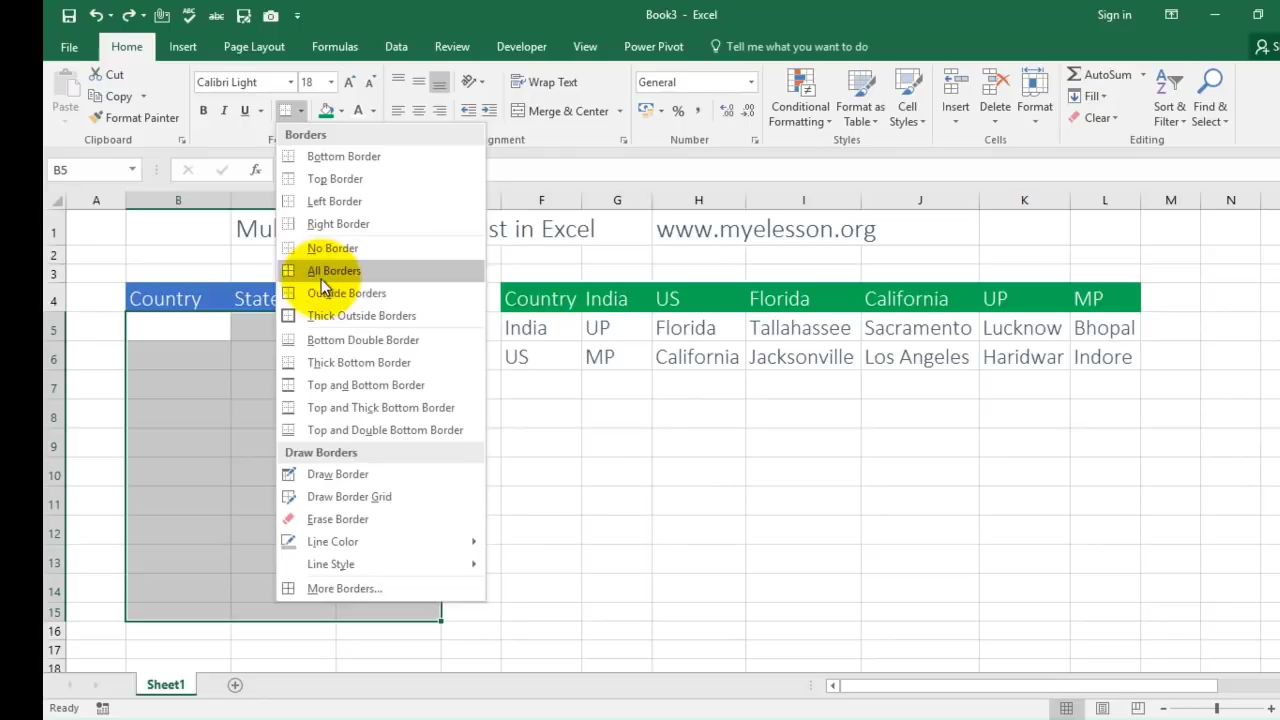 Book3 - Excel
Sign in
File Home Insert Page Layout Formulas Data Review Developer View Power Pivot Tell me what you want to do
Paste
Cut
Copy
Format Painter
Clipboard
Calibri Light 18
B I U
A
Wrap Text
Merge & Center
gnment
General
%
Number
Conditional Formatting
Format as Table
Cell Styles
Styles
Insert
Delete
Format
Cells
AutoSum
Fill
Clear
Sort & Filter
Find & Select
Editing
B5
fx
Borders
Bottom Border
Top Border
Left Border
Right Border
No Border
All Borders
Outside Borders
Thick Outside Borders
Bottom Double Border
Thick Bottom Border
Top and Bottom Border
Top and Thick Bottom Border
Top and Double Bottom Border
Draw Borders
Draw Border
Draw Border Grid
Erase Border
Line Color
Line Style
More Borders...
A B F G H I J K L M N
1 Mul st in Excel www.myelesson.org
2
3
4 Country State Country India US Florida California UP MP
5 India UP Florida Tallahassee Sacramento Lucknow Bhopal
6 US MP California Jacksonville Los Angeles Haridwar Indore
7
8
9
10
11
12
13
14
15
16
17
18
Sheet1
Ready